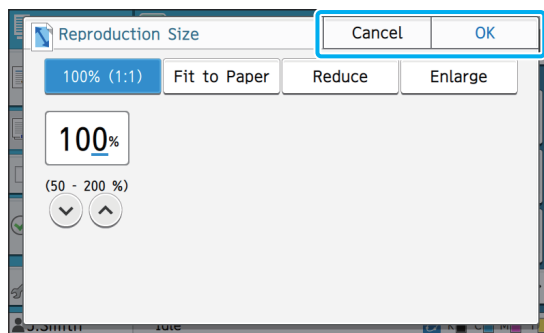 Reproduction Size
Cancel
OK
100% (1:1)
Fit to Paper
Reduce
Enlarge
100%
(50 - 200 %)
J.Smith
Idle
K
C
M